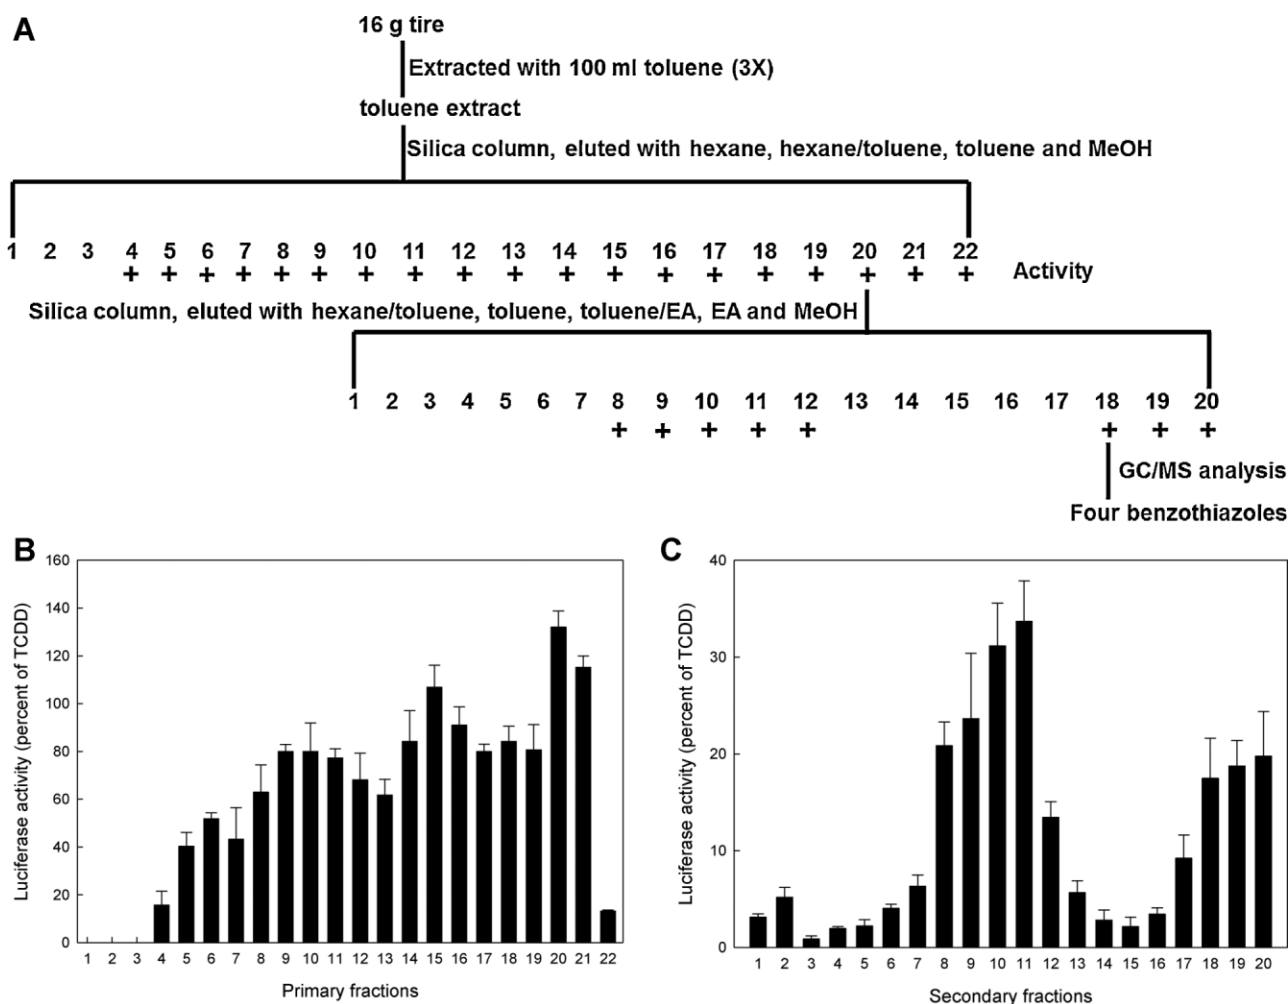 A
16 g tire
Extracted with 100 ml toluene (3X)
toluene extract
Silica column, eluted with hexane, hexane/toluene, toluene and MeOH
1 2 3 4 5 6 7 8 9 10 11 12 13 14 15 16 17 18 19 20 21 22
+ + + + + + + + + + + + + + + + + + + Activity
Silica column, eluted with hexane/toluene, toluene, toluene/EA, EA and MeOH
1 2 3 4 5 6 7 8 9 10 11 12 13 14 15 16 17 18 19 20
+ + + + + + + +
GC/MS analysis
Four benzothiazoles
B
Luciferase activity (percent of TCDD)
160
140
120
100
80
60
40
20
0
1 2 3 4 5 6 7 8 9 10 11 12 13 14 15 16 17 18 19 20 21 22
Primary fractions
C
Luciferase activity (percent of TCDD)
40
30
20
10
0
1 2 3 4 5 6 7 8 9 10 11 12 13 14 15 16 17 18 19 20
Secondary fractions